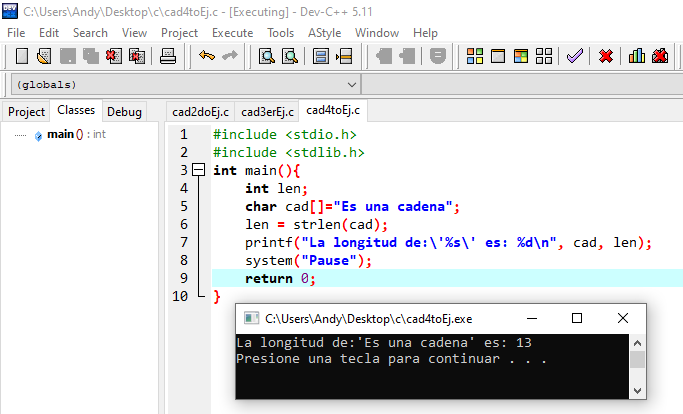 C:\Users\Andy\Desktop\c\cad4toEj.c - [Executing] - Dev-C++ 5.11
File Edit Search View Project Execute Tools AStyle Window Help
(globals)
Project Classes Debug
main () : int
cad2doEj.c cad3erEj.c cad4toEj.c
1 #include <stdio.h>
2 #include <stdlib.h>
3 int main(){
4 int len;
5 char cad[]="Es una cadena";
6 len = strlen(cad);
7 printf("La longitud de:\'%s\' es: %d\n", cad, len);
8 system("Pause");
9 return 0;
10 }
C:\Users\Andy\Desktop\c\cad4toEj.exe
La longitud de:'Es una cadena' es: 13
Presione una tecla para continuar . . .